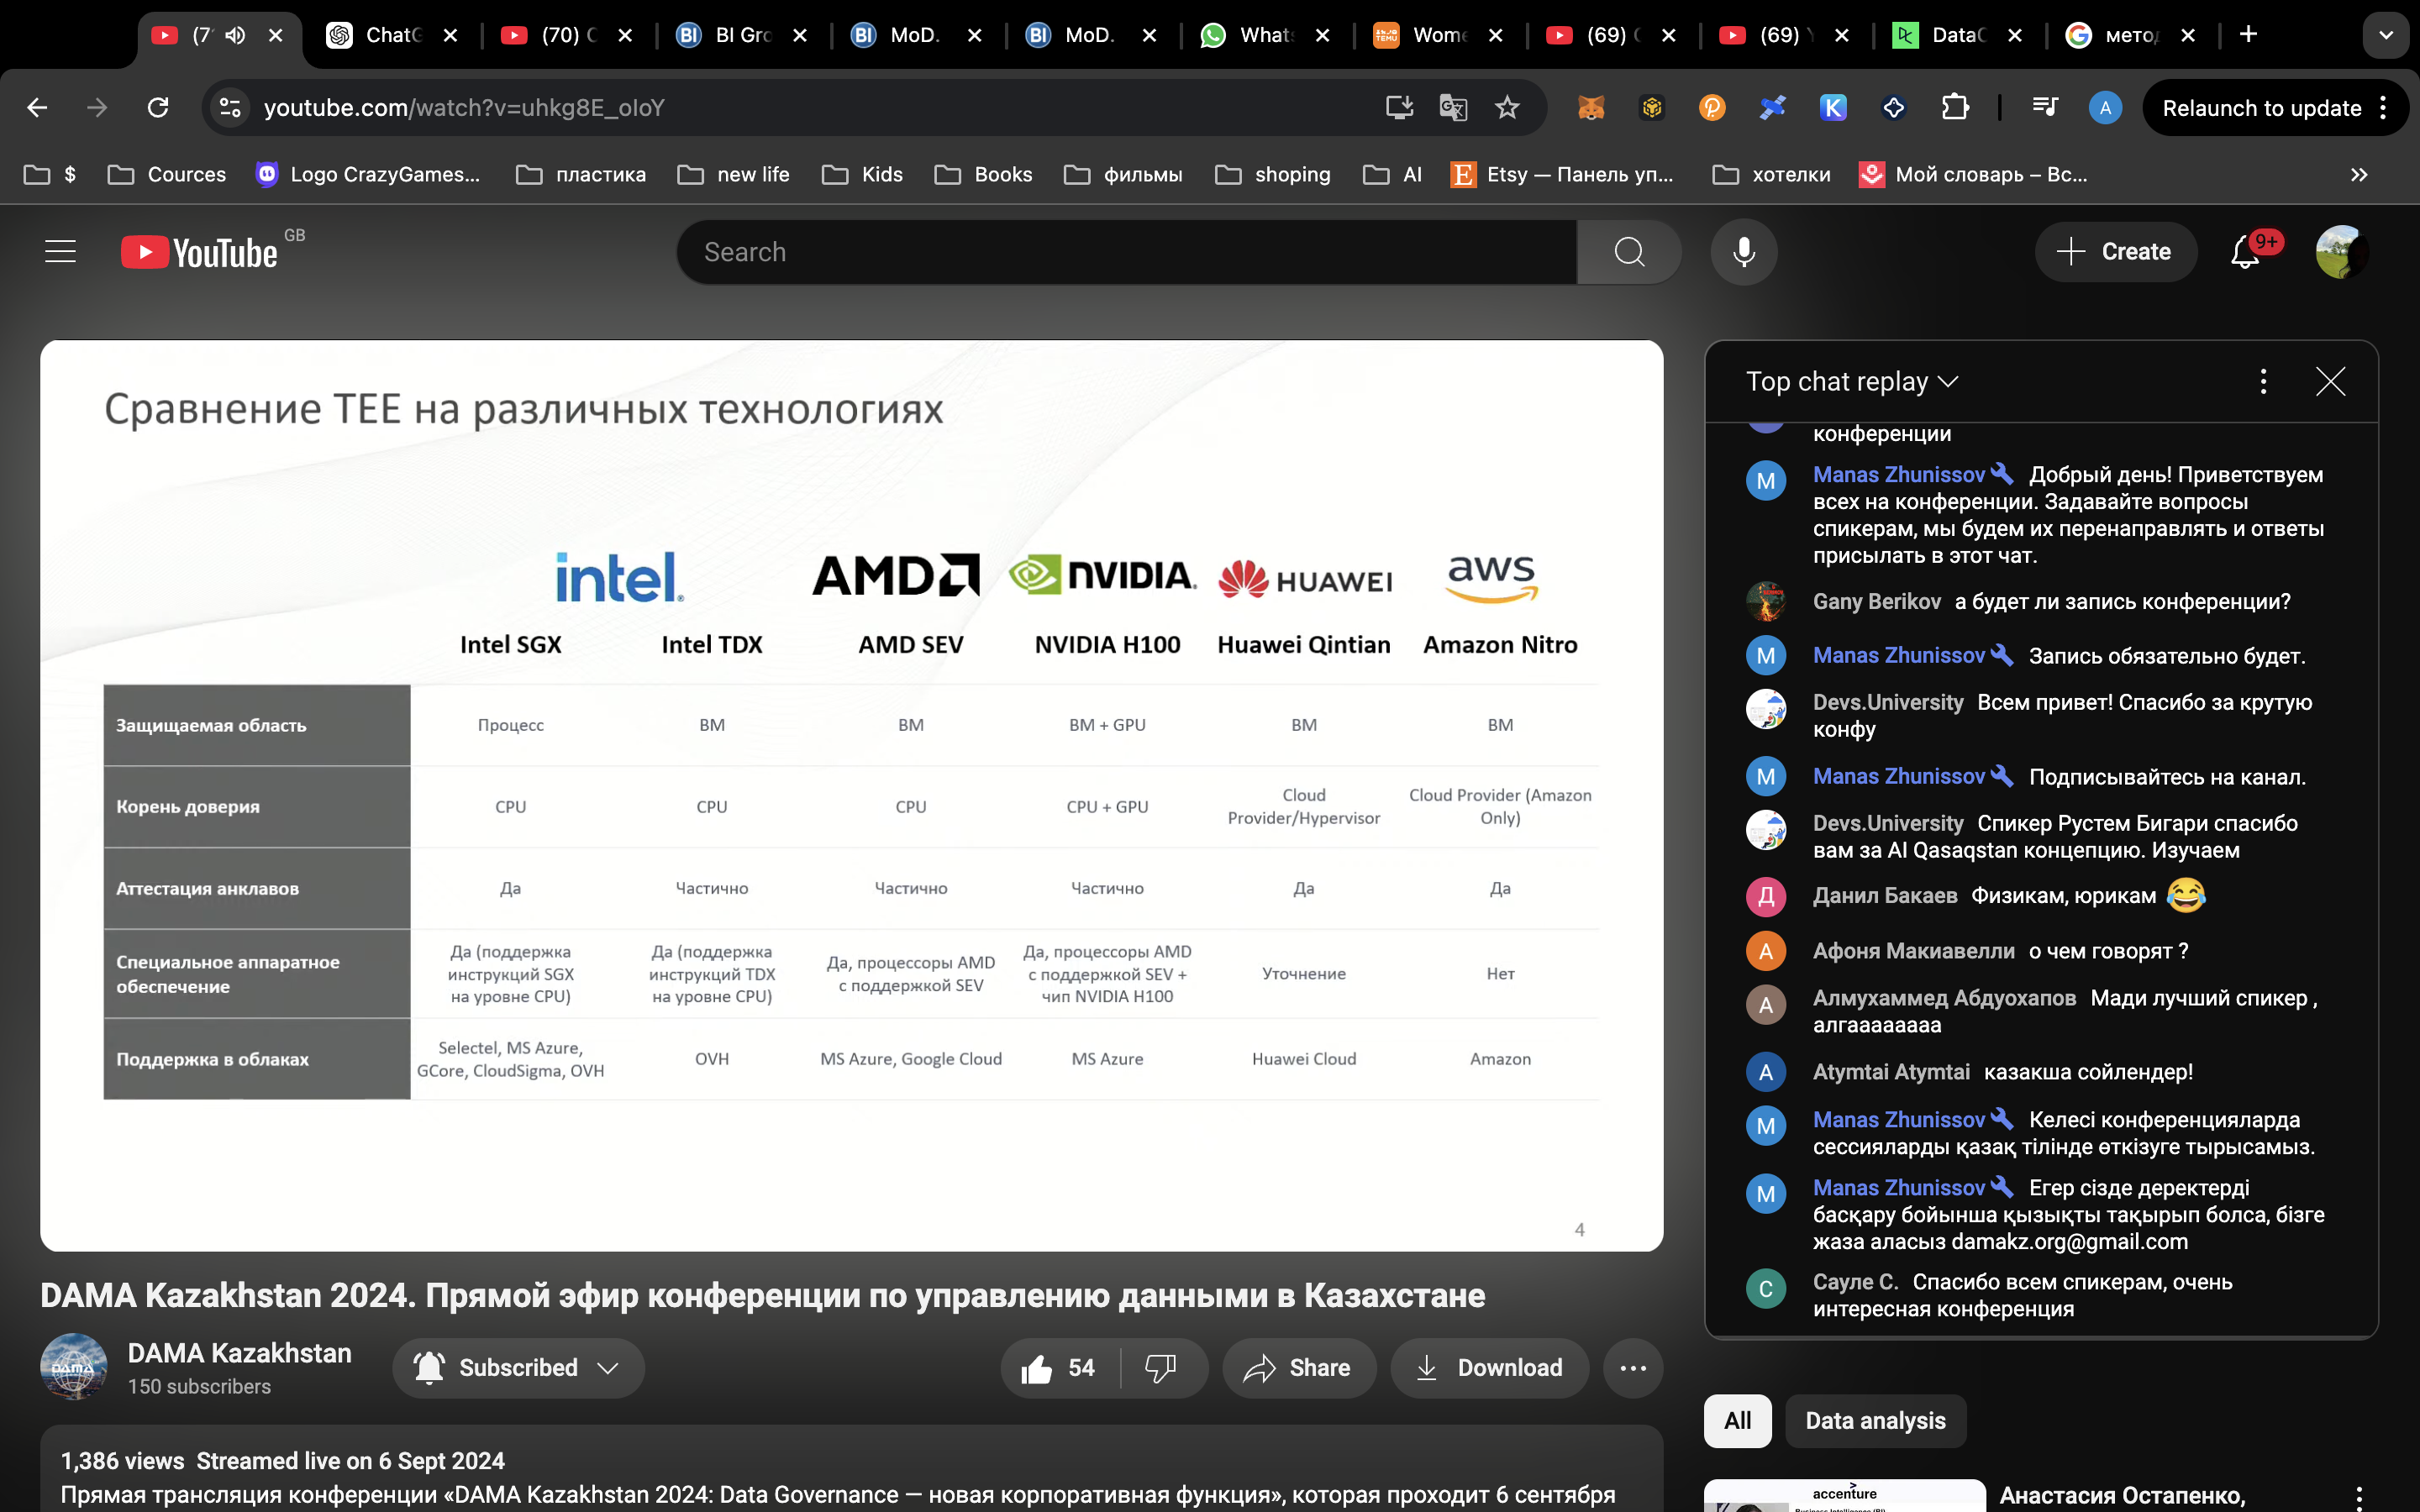 (7
ChatG
(70) C
BI Gro
MoD.
MoD.
What
Wome
(69) (
(69) Y
DataC
мето
youtube.com/watch?v=uhkg8E_oIoY
Relaunch to update
$
Cources
Logo CrazyGames...
пластика
new life
Kids
Books
фильмы
shoping
AI
Etsy — Панель уп...
хотелки
Мой словарь – Вс...
YouTube GB
Search
Create
9+
Сравнение TEE на различных технологиях
intel
AMD
NVIDIA
HUAWEI
aws
Intel SGX Intel TDX AMD SEV NVIDIA H100 Huawei Qintian Amazon Nitro
Защищаемая область Процесс ВМ ВМ ВМ + GPU ВМ ВМ
Корень доверия CPU CPU CPU CPU + GPU Cloud Provider/Hypervisor Cloud Provider (Amazon Only)
Аттестация анклавов Да Частично Частично Частично Да Да
Специальное аппаратное обеспечение Да (поддержка инструкций SGX на уровне CPU) Да (поддержка инструкций TDX на уровне CPU) Да, процессоры AMD с поддержкой SEV Да, процессоры AMD с поддержкой SEV + чип NVIDIA H100 Уточнение Нет
Поддержка в облаках Selectel, MS Azure, GCore, CloudSigma, OVH OVH MS Azure, Google Cloud MS Azure Huawei Cloud Amazon
4
DAMA Kazakhstan 2024. Прямой эфир конференции по управлению данными в Казахстане
DAMA
DAMA Kazakhstan
150 subscribers
Subscribed
54
Share
Download
1,386 views Streamed live on 6 Sept 2024
Прямая трансляция конференции «DAMA Kazakhstan 2024: Data Governance — новая корпоративная функция», которая проходит 6 сентября
Top chat replay
конференции
Manas Zhunissov Добрый день! Приветствуем
всех на конференции. Задавайте вопросы
спикерам, мы будем их перенаправлять и ответы
присылать в этот чат.
Gany Berikov а будет ли запись конференции?
Manas Zhunissov Запись обязательно будет.
Devs.University Всем привет! Спасибо за крутую
конфу
Manas Zhunissov Подписывайтесь на канал.
Devs.University Спикер Рустем Бигари спасибо
вам за AI Qasaqstan концепцию. Изучаем
Данил Бакаев Физикам, юрикам 😂
Афоня Макиавелли о чем говорят ?
Алмухаммед Абдуохапов Мади лучший спикер ,
алгааааааааа
Atymtai Atymtai казакша сойлендер!
Manas Zhunissov Келесі конференцияларда
сессияларды қазақ тілінде өткізуге тырысамыз.
Manas Zhunissov Егер сізде деректерді
басқару бойынша қызықты тақырып болса, бізге
жаза аласыз damakz.org@gmail.com
Сауле С. Спасибо всем спикерам, очень
интересная конференция
All
Data analysis
accenture
Анастасия Остапенко,